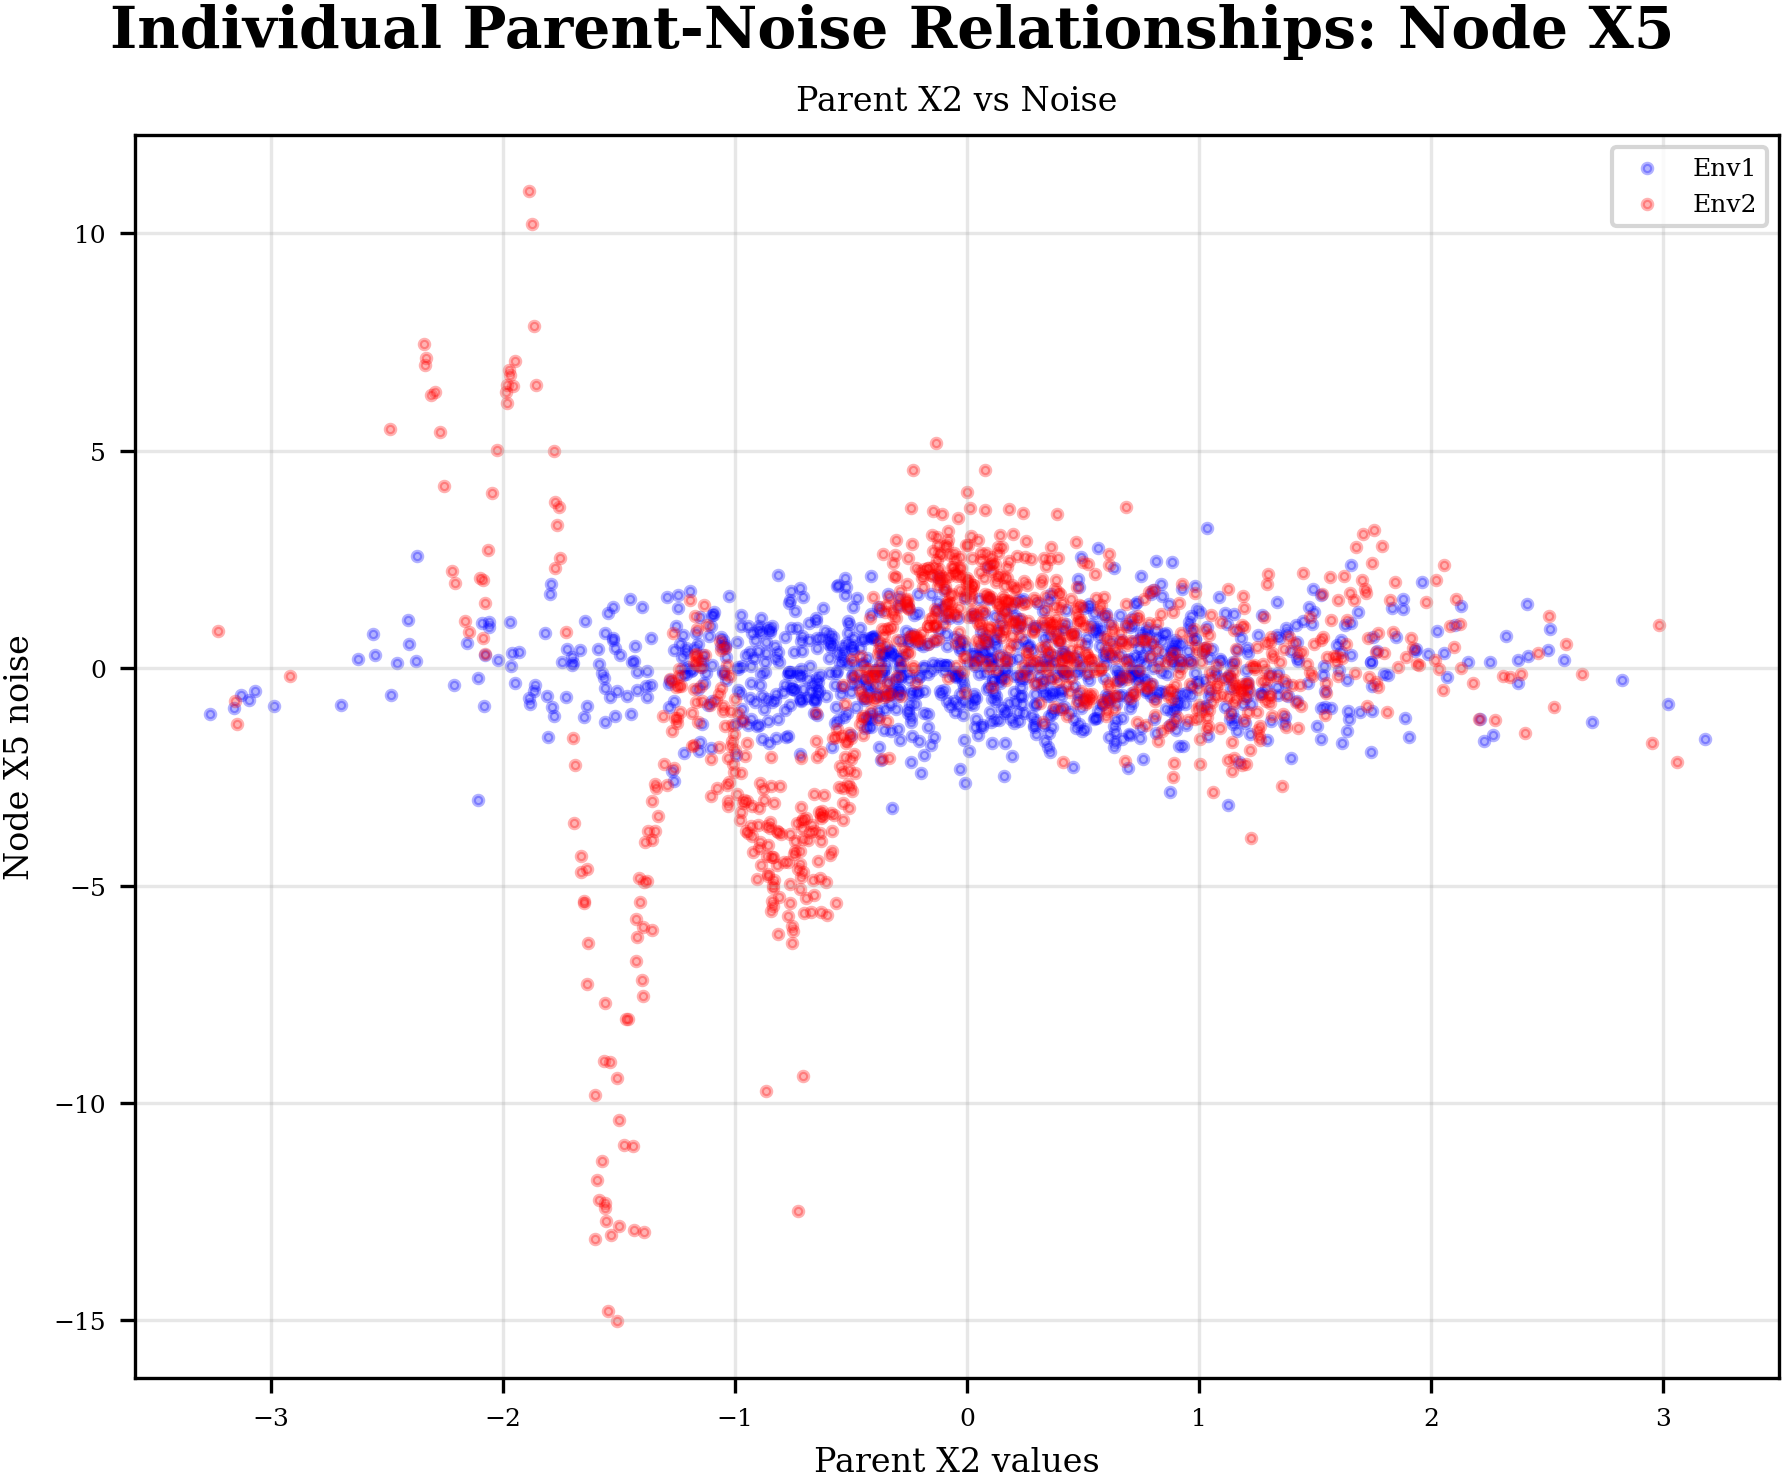 Individual Parent-Noise Relationships: Node X5
Parent X2 vs Noise
Env1
Env2
Node X5 noise
10
5
0
−5
−10
−15
−3
−2
−1
0
1
2
3
Parent X2 values